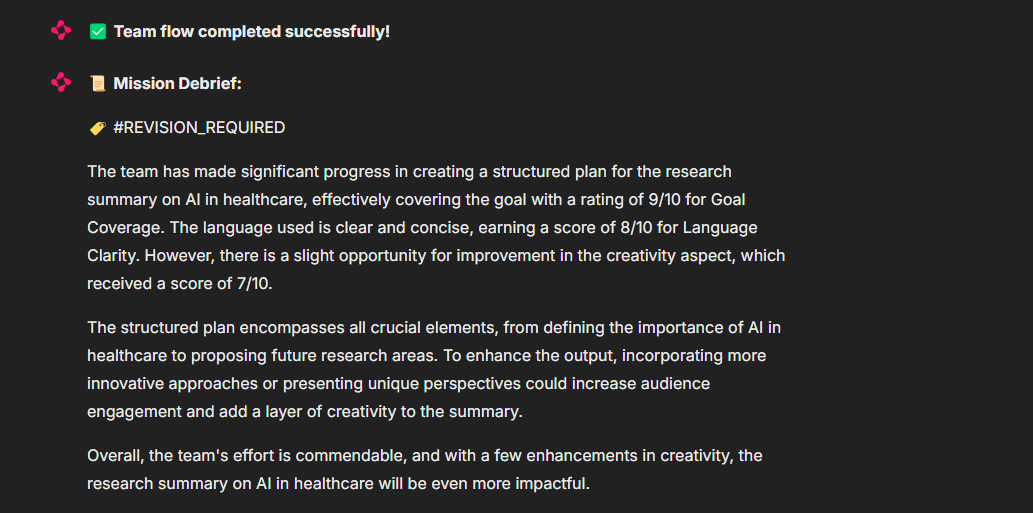 ✅ Team flow completed successfully!
📜 Mission Debrief:
🏷️ #REVISION_REQUIRED
The team has made significant progress in creating a structured plan for the research
summary on AI in healthcare, effectively covering the goal with a rating of 9/10 for Goal
Coverage. The language used is clear and concise, earning a score of 8/10 for Language
Clarity. However, there is a slight opportunity for improvement in the creativity aspect, which
received a score of 7/10.
The structured plan encompasses all crucial elements, from defining the importance of AI in
healthcare to proposing future research areas. To enhance the output, incorporating more
innovative approaches or presenting unique perspectives could increase audience
engagement and add a layer of creativity to the summary.
Overall, the team's effort is commendable, and with a few enhancements in creativity, the
research summary on AI in healthcare will be even more impactful.